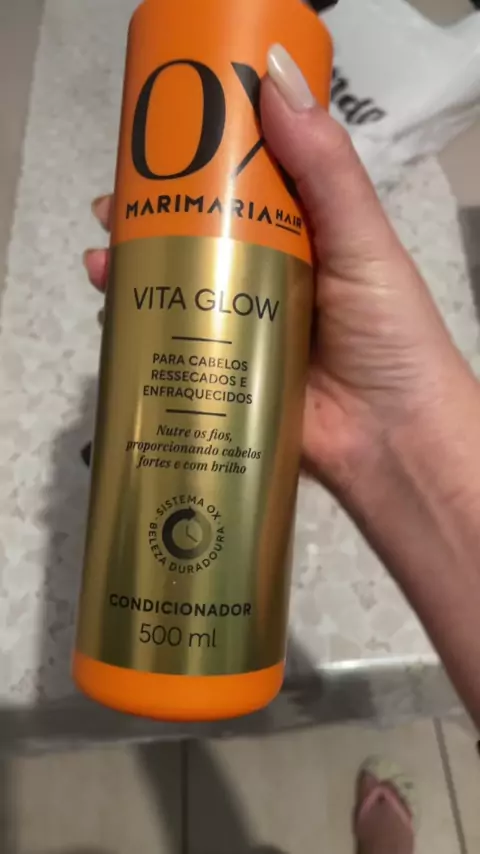 OX
MARIMARIA HAIR
VITA GLOW
PARA CABELOS
RESSECADOS E
ENFRAQUECIDOS
Nutre os fios,
proporcionando cabelos
fortes e com brilho
SISTEMA OX
BELEZA DURADOURA
CONDICIONADOR
500 ml